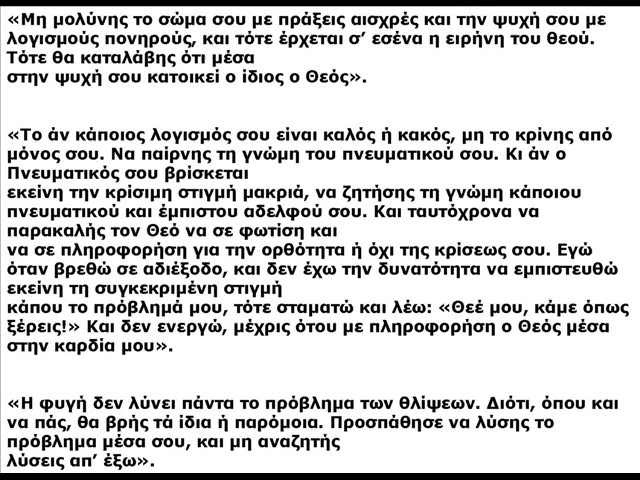 «Μη μολύνης το σώμα σου με πράξεις αισχρές και την ψυχή σου με
λογισμούς πονηρούς, και τότε έρχεται σ’ εσένα η ειρήνη του θεού.
Τότε θα καταλάβης ότι μέσα
στην ψυχή σου κατοικεί ο ίδιος ο Θεός».
«Το άν κάποιος λογισμός σου είναι καλός ή κακός, μη το κρίνης από
μόνος σου. Να παίρνης τη γνώμη του πνευματικού σου. Κι άν ο
Πνευματικός σου βρίσκεται
εκείνη την κρίσιμη στιγμή μακριά, να ζητήσης τη γνώμη κάποιου
πνευματικού και έμπιστου αδελφού σου. Και ταυτόχρονα να
παρακαλής τον Θεό να σε φωτίση και
να σε πληροφορήση για την ορθότητα ή όχι της κρίσεως σου. Εγώ
όταν βρεθώ σε αδιέξοδο, και δεν έχω την δυνατότητα να εμπιστευθώ
εκείνη τη συγκεκριμένη στιγμή
κάπου το πρόβλημά μου, τότε σταματώ και λέω: «Θεέ μου, κάμε όπως
ξέρεις!» Και δεν ενεργώ, μέχρις ότου με πληροφορήση ο Θεός μέσα
στην καρδία μου».
«Η φυγή δεν λύνει πάντα το πρόβλημα των θλίψεων. Διότι, όπου και
να πάς, θα βρής τά ίδια ή παρόμοια. Προσπάθησε να λύσης το
πρόβλημα μέσα σου, και μη αναζητής
λύσεις απ’ έξω».